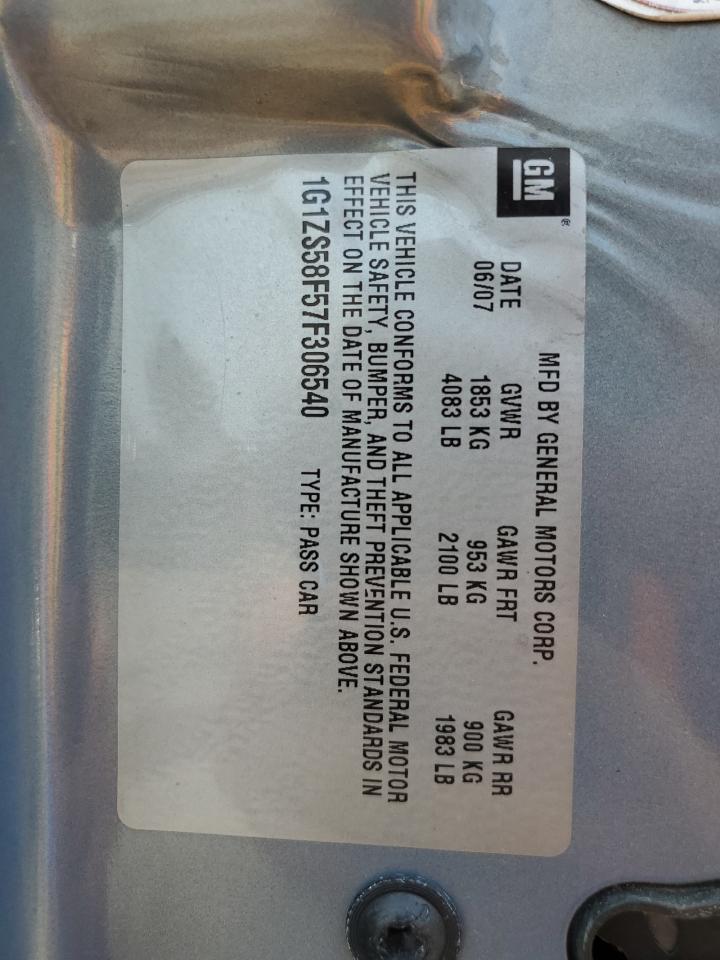 GM®
MFD BY GENERAL MOTORS CORP.
DATE GVWR GAWR FRT GAWR RR
06/07 1853 KG 953 KG 900 KG
4083 LB 2100 LB 1983 LB
THIS VEHICLE CONFORMS TO ALL APPLICABLE U.S. FEDERAL MOTOR
VEHICLE SAFETY, BUMPER, AND THEFT PREVENTION STANDARDS IN
EFFECT ON THE DATE OF MANUFACTURE SHOWN ABOVE.
1G1ZS58F57F306540 TYPE: PASS CAR